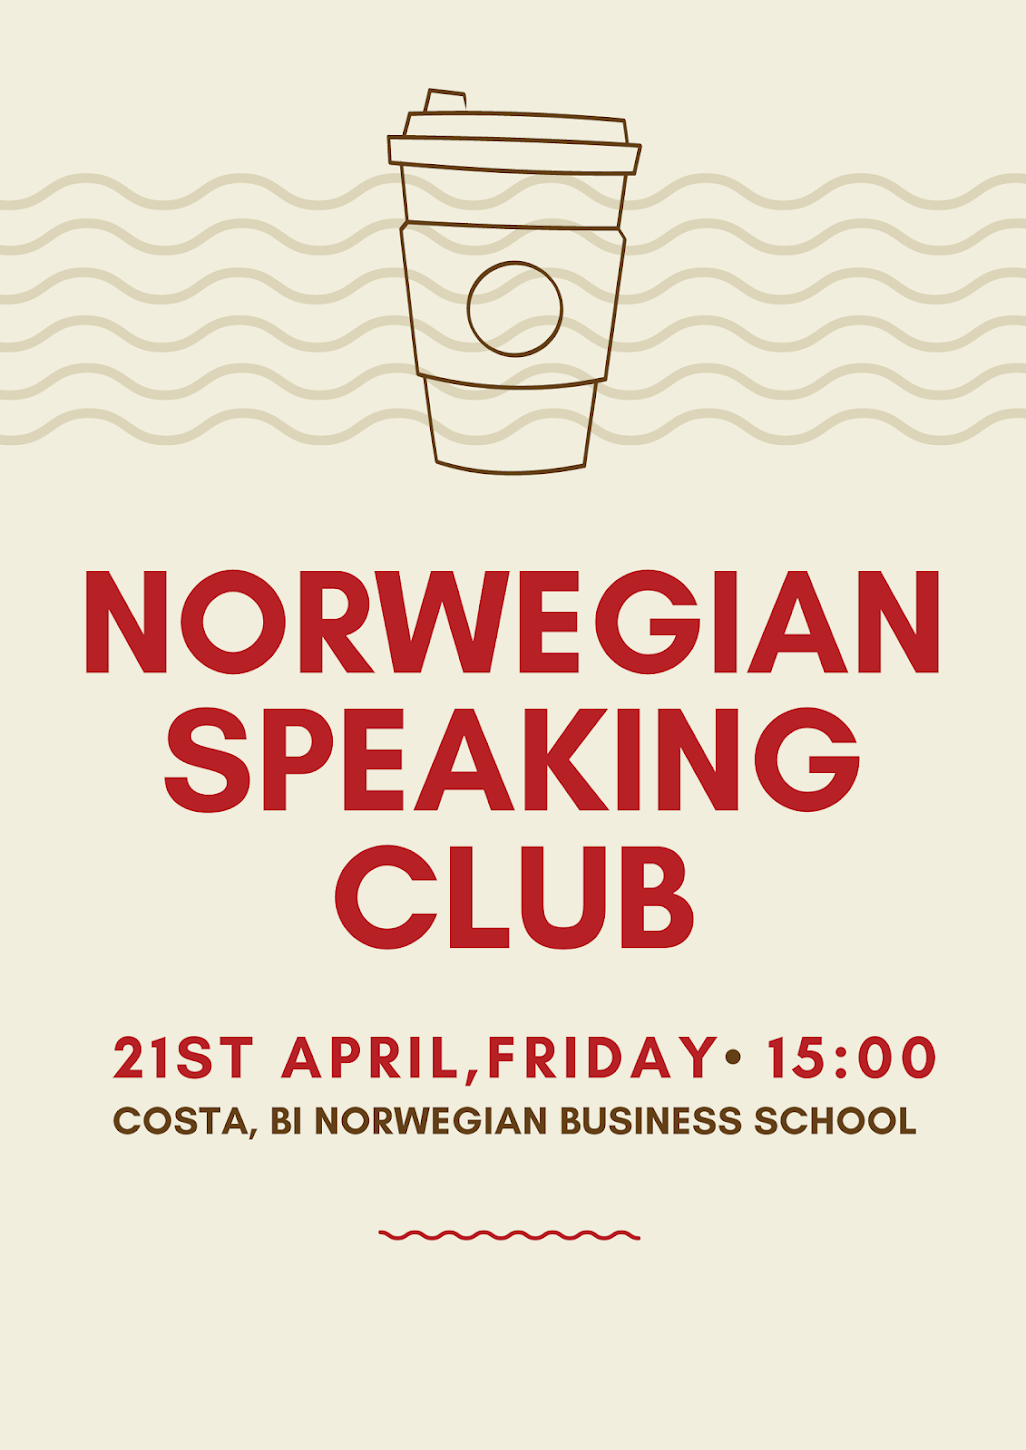 NORWEGIAN
SPEAKING
CLUB
21ST APRIL,FRIDAY• 15:00
COSTA, BI NORWEGIAN BUSINESS SCHOOL